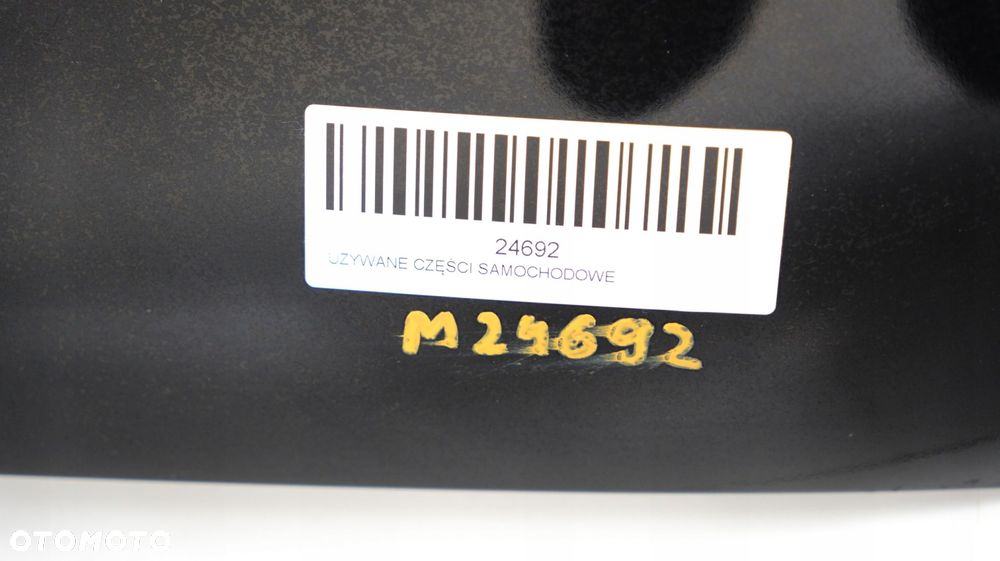 24692
UŻYWANE CZĘŚCI SAMOCHODOWE
M24692
OTOMOTO